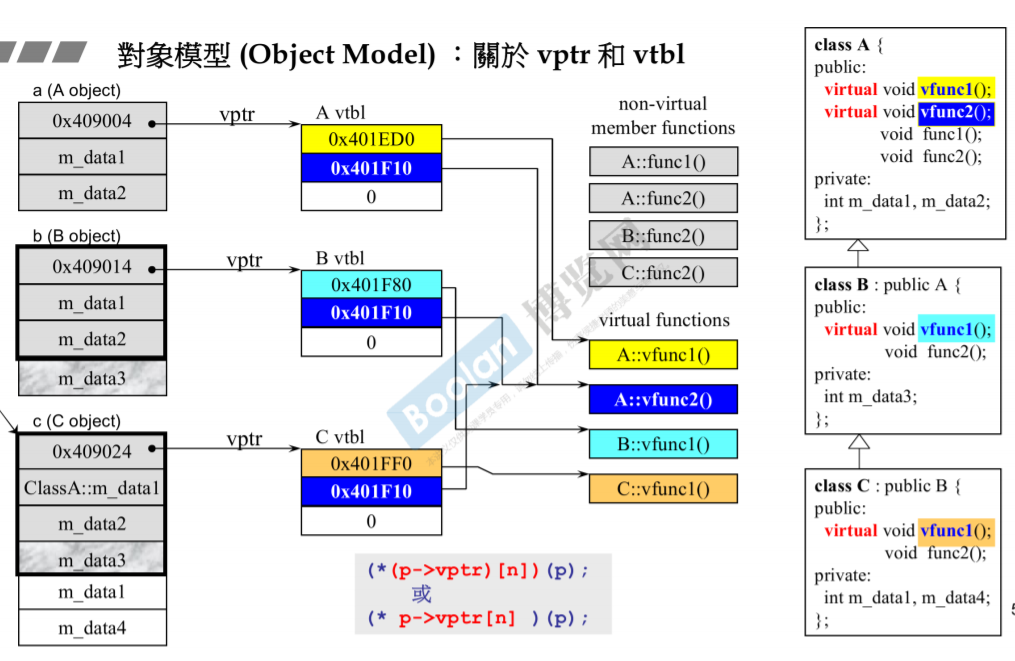 對象模型 (Object Model) ：關於 vptr 和 vtbl
a (A object)
0x409004
m_data1
m_data2
vptr
A vtbl
0x401ED0
0x401F10
0
b (B object)
0x409014
m_data1
m_data2
m_data3
vptr
B vtbl
0x401F80
0x401F10
0
c (C object)
0x409024
ClassA::m_data1
m_data2
m_data3
m_data1
m_data4
vptr
C vtbl
0x401FF0
0x401F10
0
non-virtual
member functions
A::func1()
A::func2()
B::func2()
C::func2()
virtual functions
A::vfunc1()
A::vfunc2()
B::vfunc1()
C::vfunc1()
(*(p->vptr)[n])(p);
或
(* p->vptr[n] )(p);
class A {
public:
virtual void vfunc1();
virtual void vfunc2();
void func1();
void func2();
private:
int m_data1, m_data2;
};
class B : public A {
public:
virtual void vfunc1();
void func2();
private:
int m_data3;
};
class C : public B {
public:
virtual void vfunc1();
void func2();
private:
int m_data1, m_data4;
};
Boolan 博览网
5